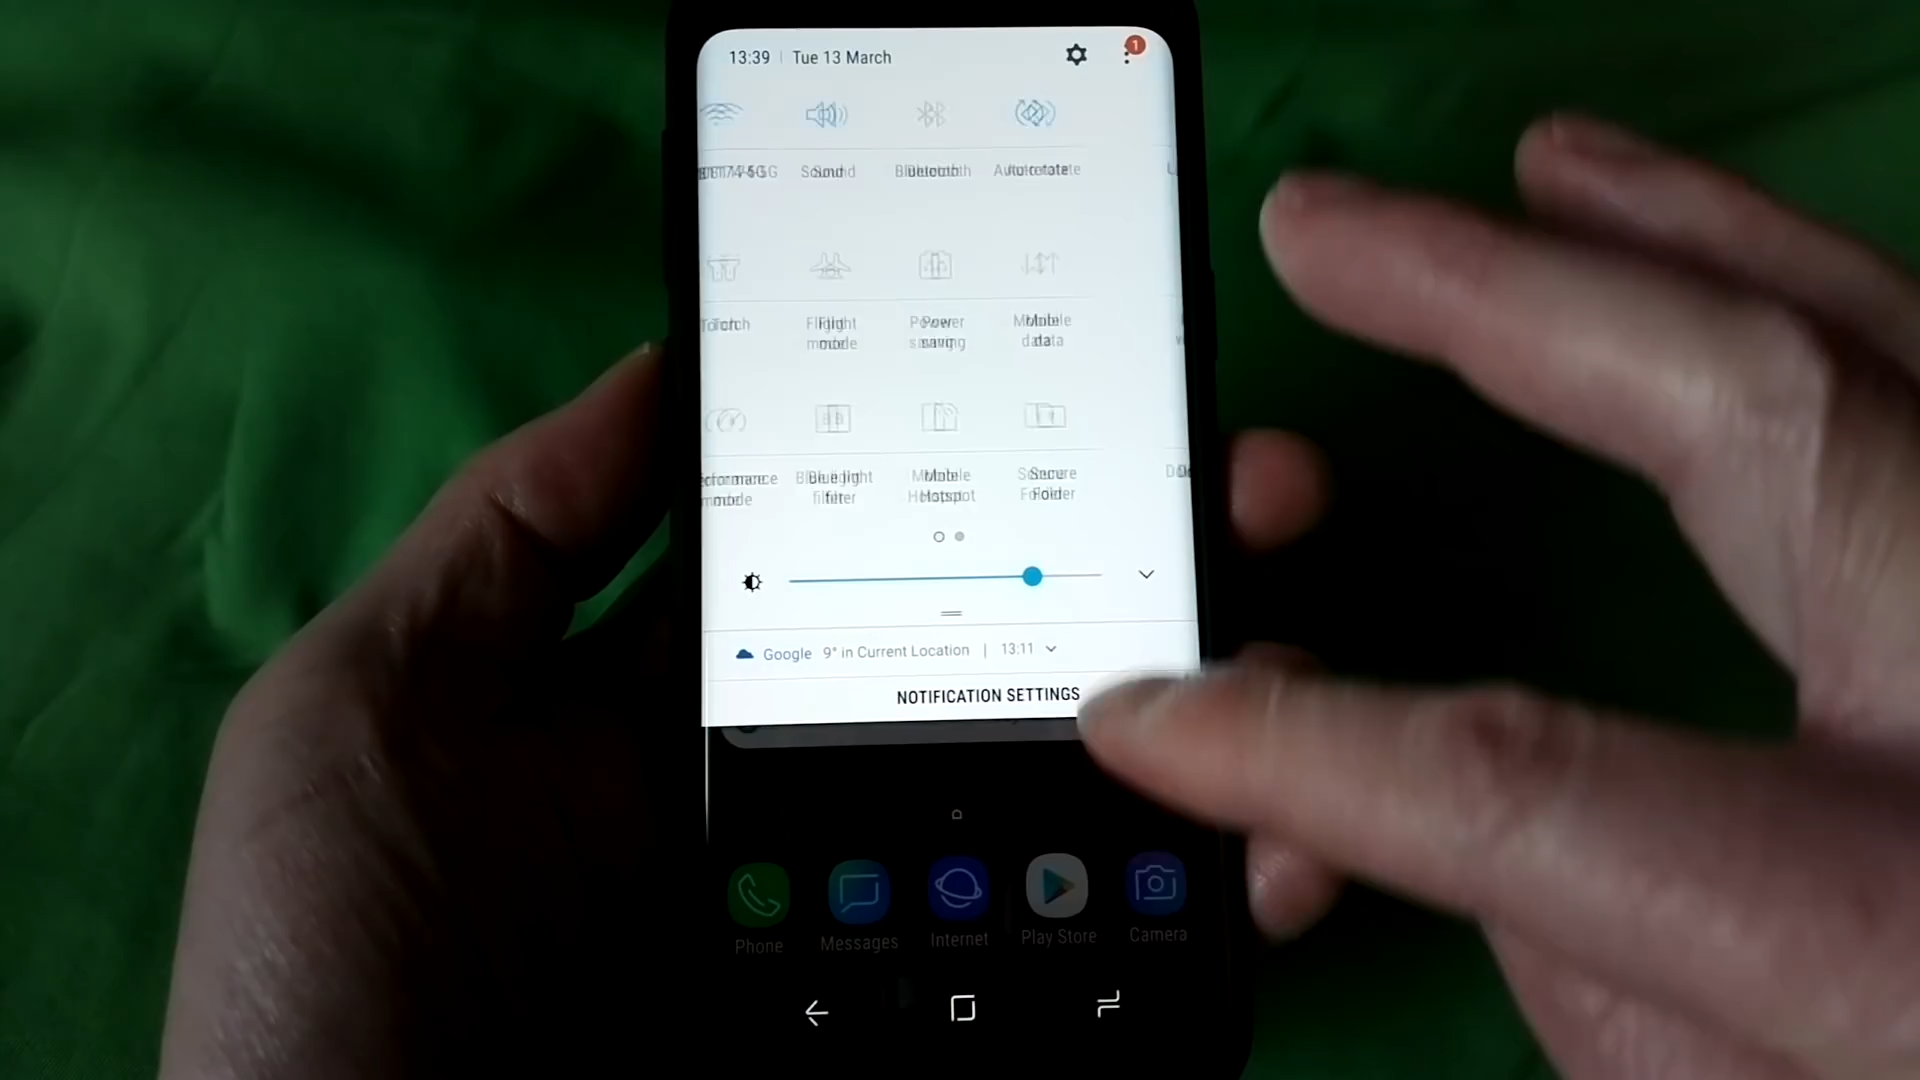 13:39 | Tue 13 March
1
Sound Bluetooth Auto rotate
Torch Flight mode Power saving Mobile data
mode Blue light filter Mobile Hotspot Secure Folder
Google 9° in Current Location | 13:11
NOTIFICATION SETTINGS
Phone Messages Internet Play Store Camera